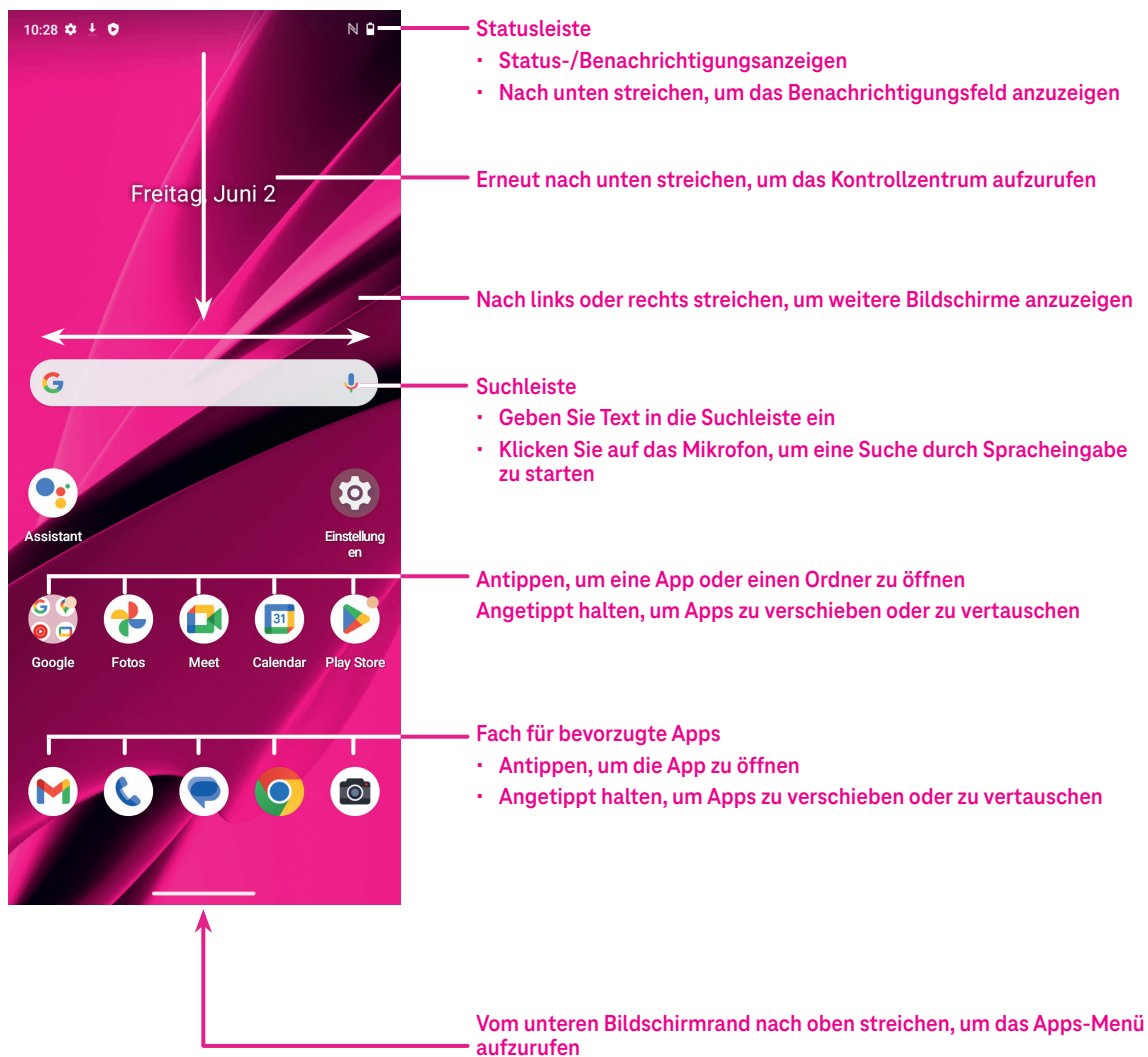 10:28
Statusleiste
· Status-/Benachrichtigungsanzeigen
· Nach unten streichen, um das Benachrichtigungsfeld anzuzeigen
Freitag, Juni 2
Erneut nach unten streichen, um das Kontrollzentrum aufzurufen
Nach links oder rechts streichen, um weitere Bildschirme anzuzeigen
Suchleiste
· Geben Sie Text in die Suchleiste ein
· Klicken Sie auf das Mikrofon, um eine Suche durch Spracheingabe
zu starten
Assistant
Einstellung
en
Antippen, um eine App oder einen Ordner zu öffnen
Angetippt halten, um Apps zu verschieben oder zu vertauschen
31
Google Fotos Meet Calendar Play Store
Fach für bevorzugte Apps
· Antippen, um die App zu öffnen
· Angetippt halten, um Apps zu verschieben oder zu vertauschen
Vom unteren Bildschirmrand nach oben streichen, um das Apps-Menü
aufzurufen